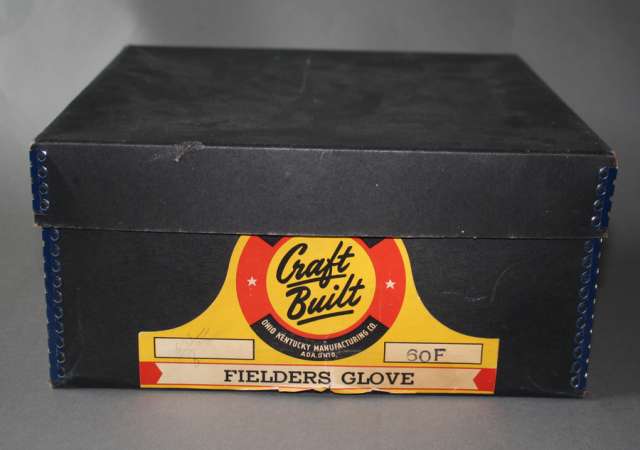 Craft
Built
OHIO KENTUCKY MANUFACTURING CO.
ADA, OHIO.
60F
FIELDERS GLOVE